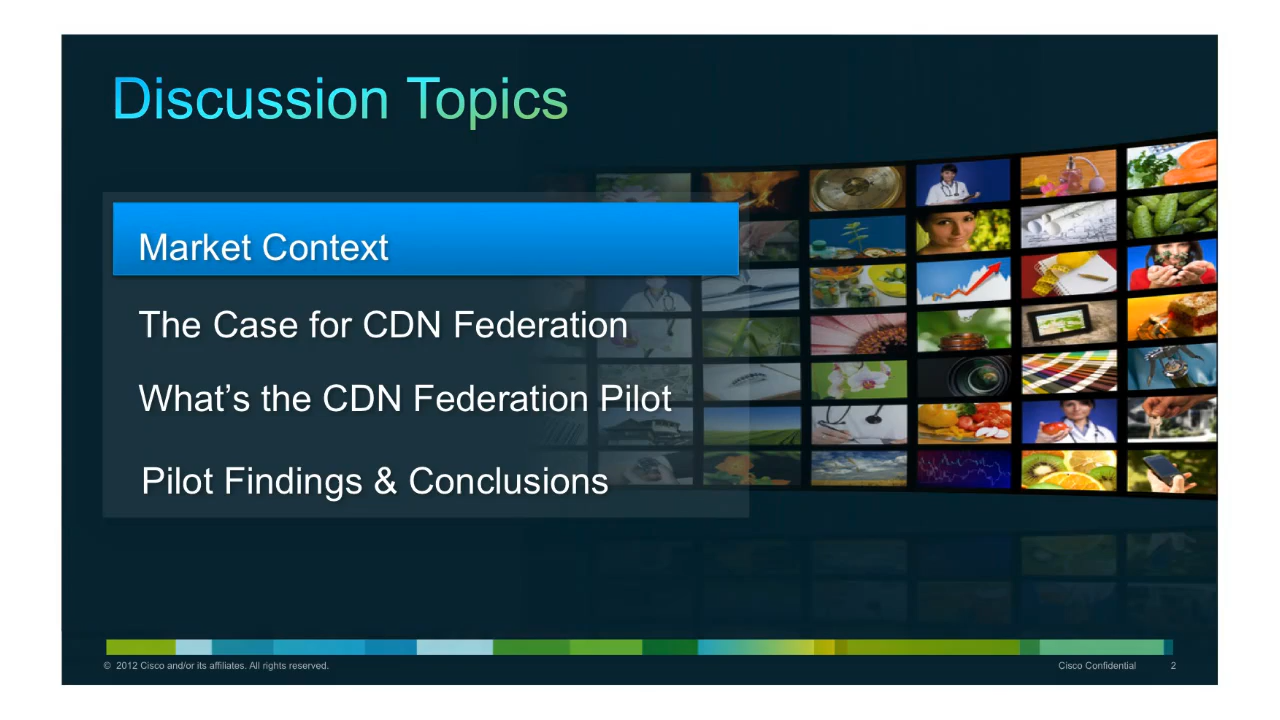 Discussion Topics
Market Context
The Case for CDN Federation
What’s the CDN Federation Pilot
Pilot Findings & Conclusions
© 2012 Cisco and/or its affiliates. All rights reserved.
Cisco Confidential 2